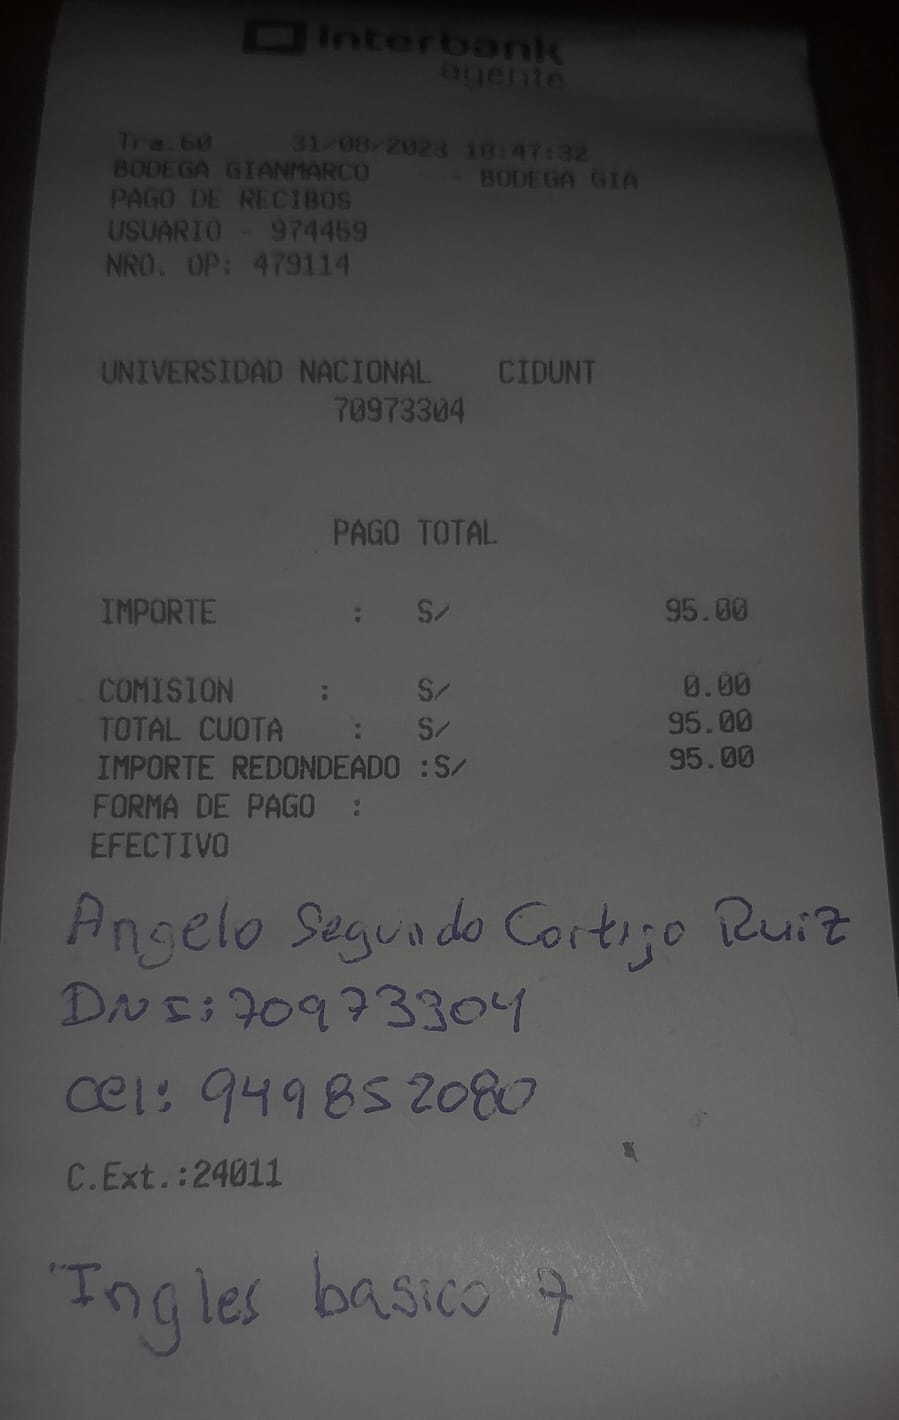 Interbank
agente
Tra.60 31/08/2023 18:47:32
BODEGA GIANMARCO - BODEGA GIA
PAGO DE RECIBOS
USUARIO - 974459
NRO. OP: 479114
UNIVERSIDAD NACIONAL CIDUNT
70973304
PAGO TOTAL
IMPORTE : S/ 95.00
COMISION : S/ 0.00
TOTAL CUOTA : S/ 95.00
IMPORTE REDONDEADO :S/ 95.00
FORMA DE PAGO :
EFECTIVO
Angelo Segundo Cortijo Ruiz
DNI:70973304
cel: 949852080
C.Ext.:24011
Ingles basico 7